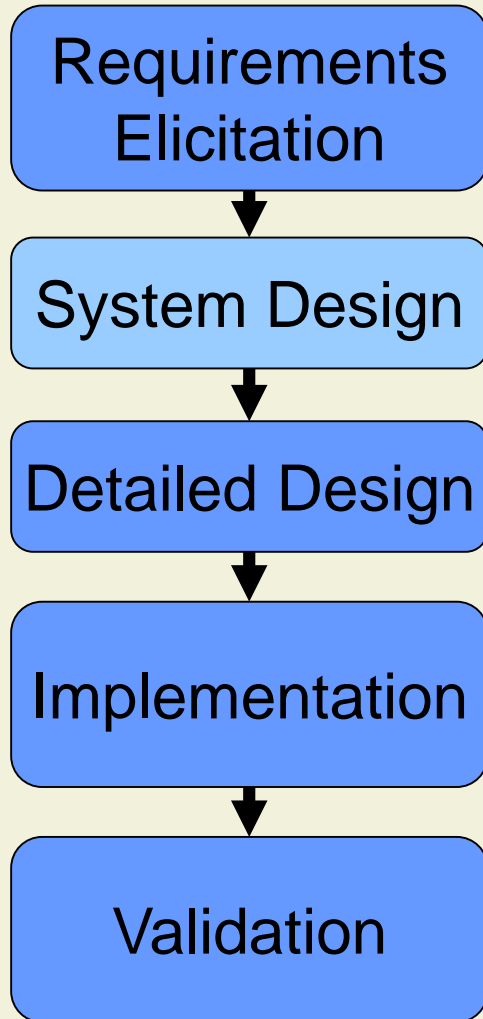 Requirements
Elicitation
System Design
Detailed Design
Implementation
Validation